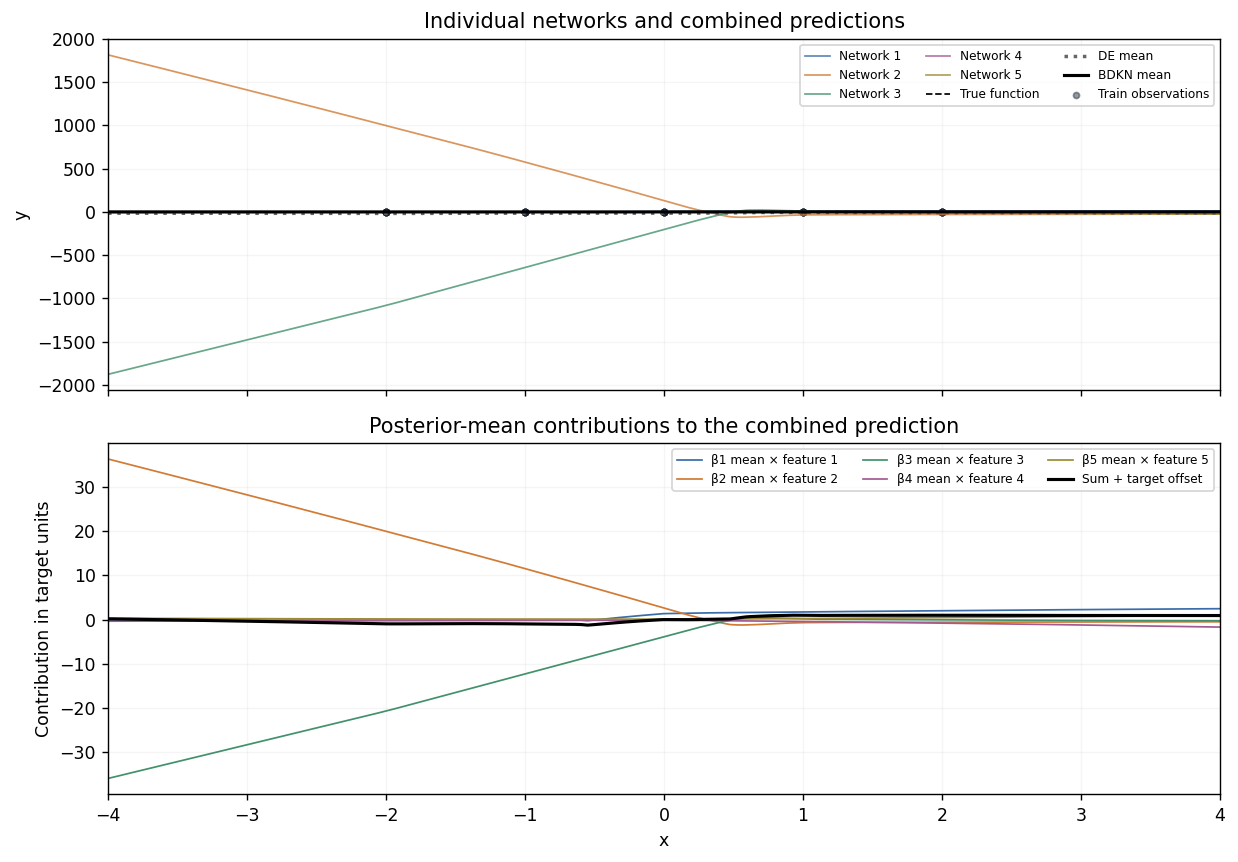 Individual networks and combined predictions
2000
1500
1000
500
0
−500
−1000
−1500
−2000
y
Network 1
Network 2
Network 3
Network 4
Network 5
True function
DE mean
BDKN mean
Train observations
Posterior-mean contributions to the combined prediction
30
20
10
0
−10
−20
−30
Contribution in target units
β1 mean × feature 1
β2 mean × feature 2
β3 mean × feature 3
β4 mean × feature 4
β5 mean × feature 5
Sum + target offset
−4 −3 −2 −1 0 1 2 3 4
x